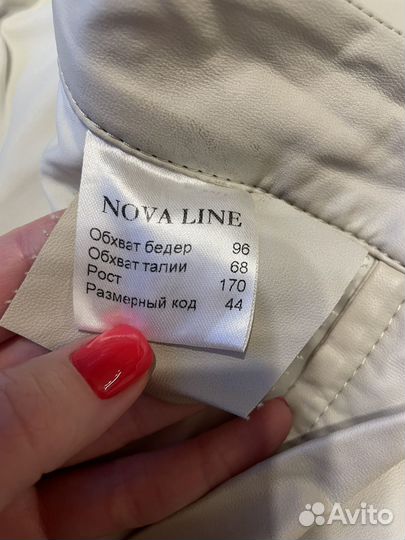 NOVA LINE
Обхват бедер 96
Обхват талии 68
Рост 170
Размерный код 44
Avito